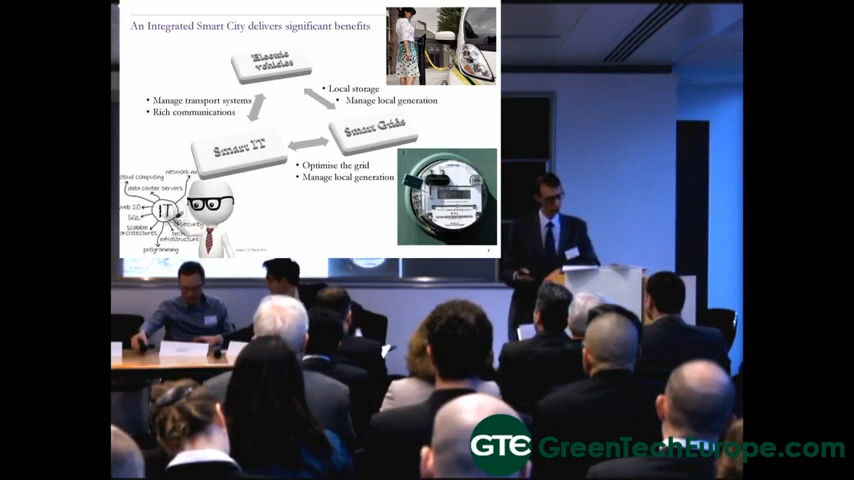 An Integrated Smart City delivers significant benefits
Electric
vehicles
• Local storage
• Manage local generation
• Manage transport systems
• Rich communications
Smart Grids
Smart IT
• Optimise the grid
• Manage local generation
cloud computing
data center servers
web 2.0
SQL
IT
security
scalable
architectures
tech
infrastructure
programming
GTE GreenTechEurope.com